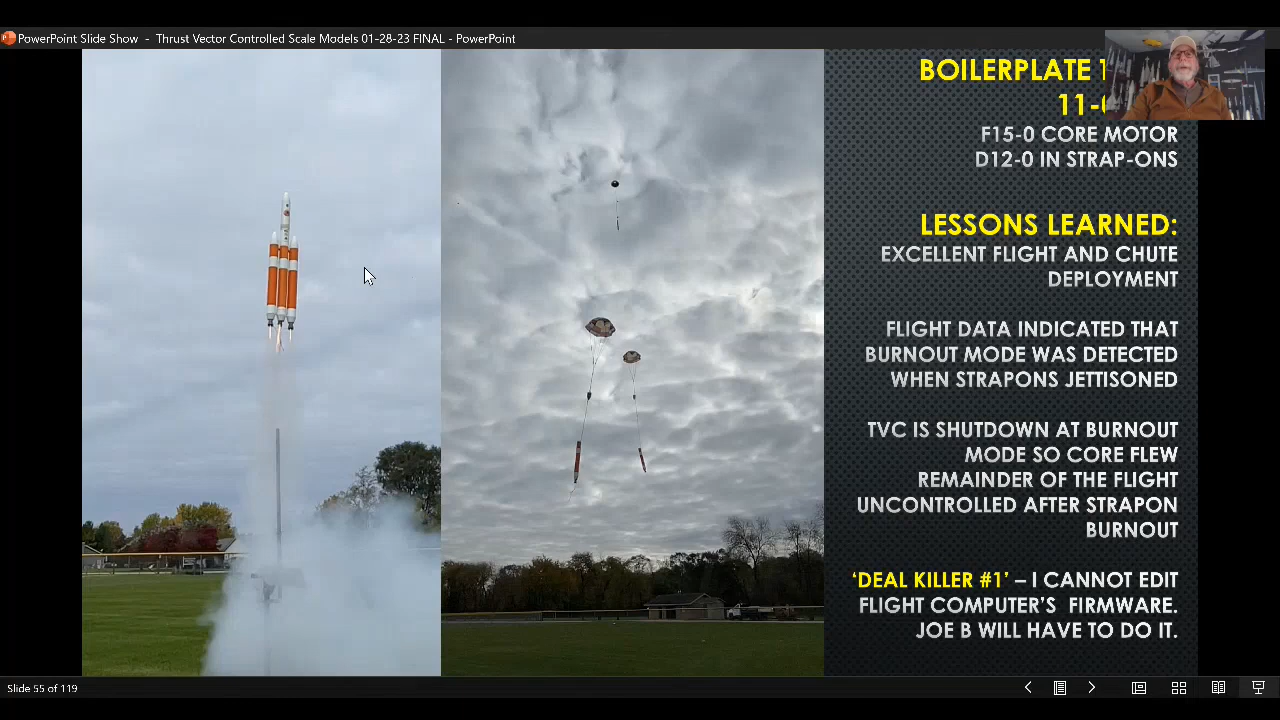 PowerPoint Slide Show - Thrust Vector Controlled Scale Models 01-28-23 FINAL - PowerPoint
BOILERPLATE
F15-0 CORE MOTOR
D12-0 IN STRAP-ONS
LESSONS LEARNED:
EXCELLENT FLIGHT AND CHUTE
DEPLOYMENT
FLIGHT DATA INDICATED THAT
BURNOUT MODE WAS DETECTED
WHEN STRAPONS JETTISONED
TVC IS SHUTDOWN AT BURNOUT
MODE SO CORE FLEW
REMAINDER OF THE FLIGHT
UNCONTROLLED AFTER STRAPON
BURNOUT
‘DEAL KILLER #1’ – I CANNOT EDIT
FLIGHT COMPUTER’S FIRMWARE.
JOE B WILL HAVE TO DO IT.
Slide 55 of 119